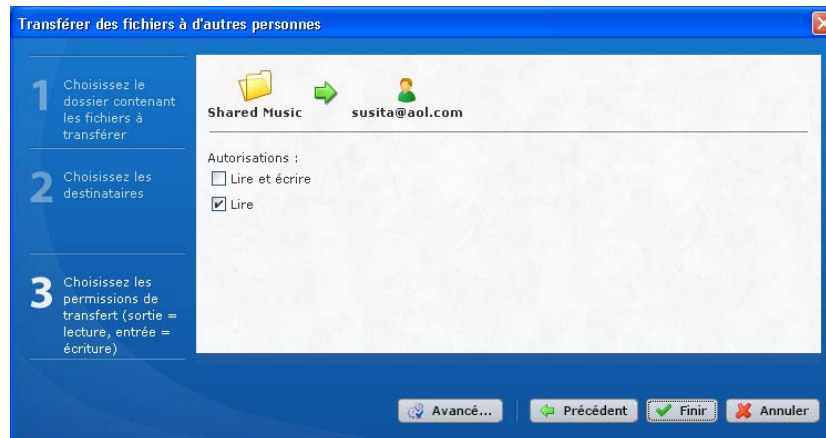 Transférer des fichiers à d'autres personnes
1
Choisissez le
dossier contenant
les fichiers à
transférer
2
Choisissez les
destinataires
3
Choisissez les
permissions de
transfert (sortie =
lecture, entrée =
écriture)
Shared Music
susita@aol.com
Autorisations :
Lire et écrire
Lire
Avancé...
Précédent
Finir
Annuler